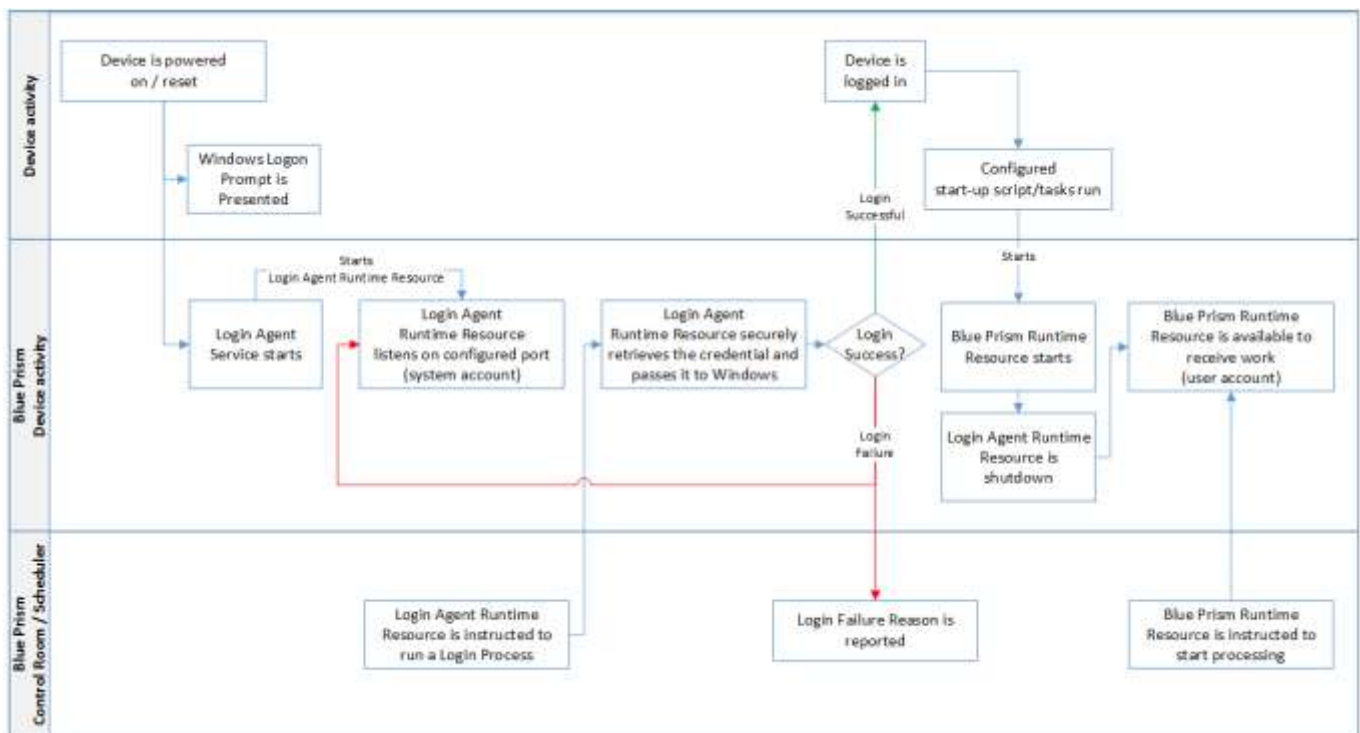 Device activity
Device is powered
on / reset
Windows Logon
Prompt is
Presented
Device is
logged in
Configured
start-up script/tasks run
Login
Successful
Blue Prism
Device activity
Starts
Login Agent Runtime Resource
Login Agent
Service starts
Login Agent
Runtime Resource
listens on configured port
(system account)
Login Agent
Runtime Resource securely
retrieves the credential and
passes it to Windows
Login
Success?
Login
Failure
Starts
Blue Prism Runtime
Resource starts
Login Agent Runtime
Resource is
shutdown
Blue Prism Runtime
Resource is available to
receive work
(user account)
Blue Prism
Control Room / Scheduler
Login Agent Runtime
Resource is instructed to
run a Login Process
Login Failure Reason is
reported
Blue Prism Runtime
Resource is instructed to
start processing